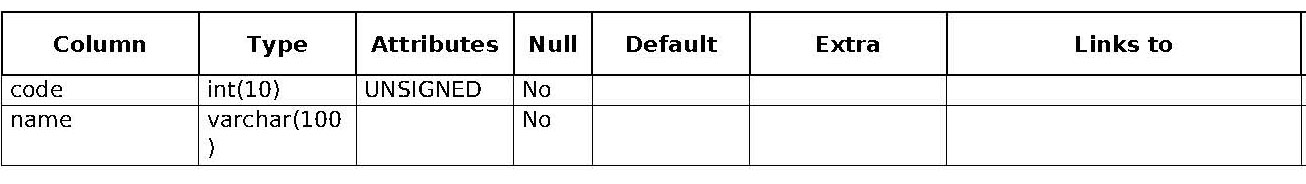 Column Type Attributes Null Default Extra Links to
code int(10) UNSIGNED No
name varchar(100 No
)